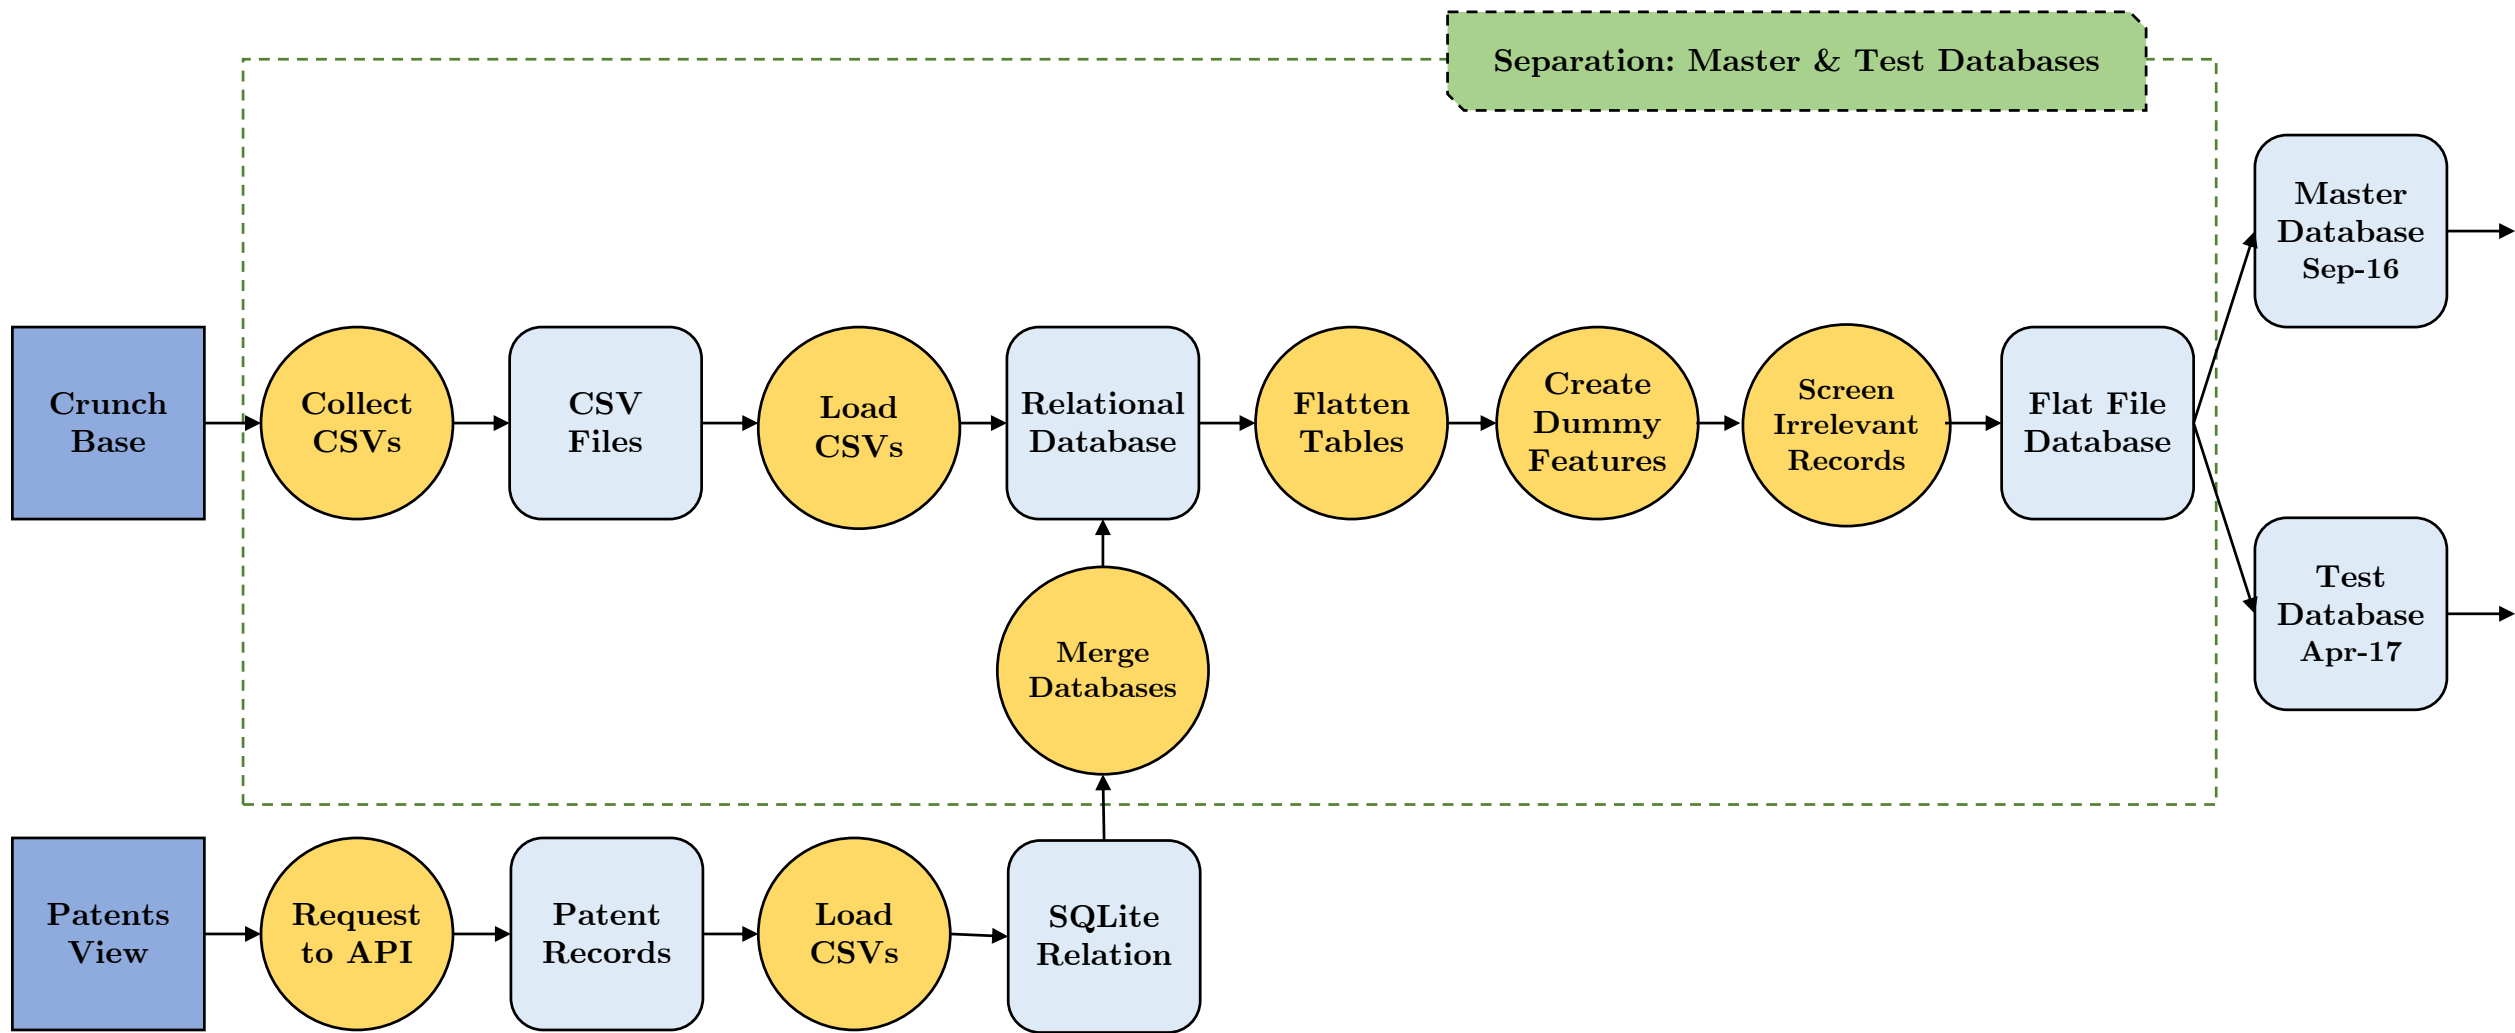 Separation: Master & Test Databases
Master
Database
Sep-16
Crunch
Base
Collect
CSVs
CSV
Files
Load
CSVs
Relational
Database
Flatten
Tables
Create
Dummy
Features
Screen
Irrelevant
Records
Flat File
Database
Test
Database
Apr-17
Merge
Databases
Patents
View
Request
to API
Patent
Records
Load
CSVs
SQLite
Relation